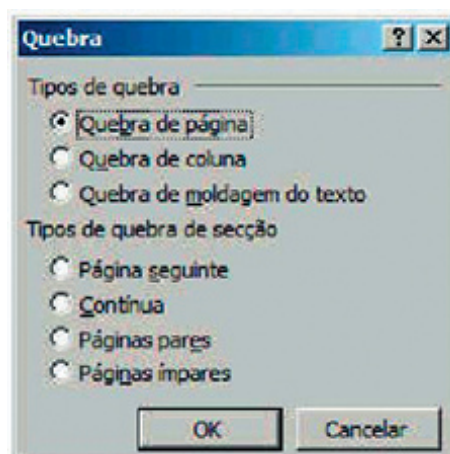 Quebra
Tipos de quebra
Quebra de página
Quebra de coluna
Quebra de moldagem do texto
Tipos de quebra de secção
Página seguinte
Contínua
Páginas pares
Páginas ímpares
OK Cancelar